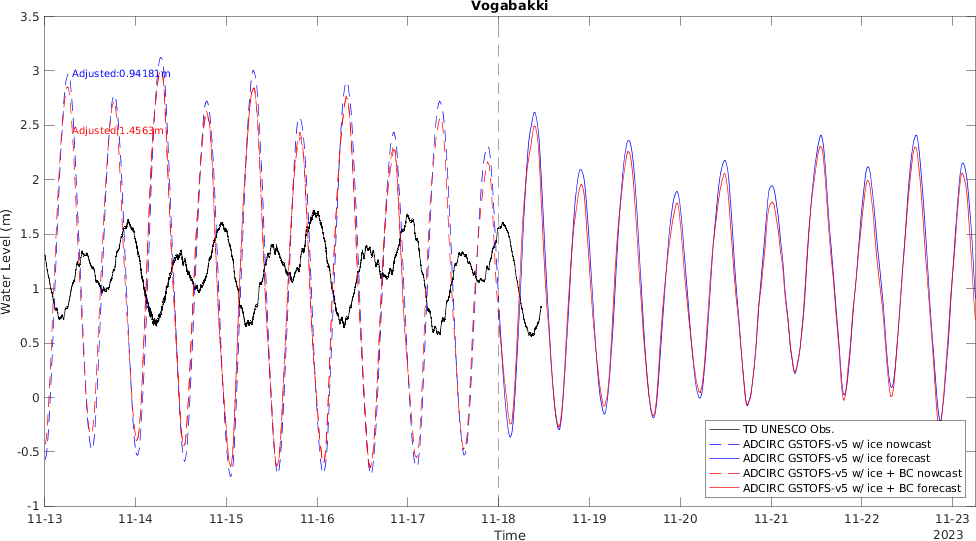 Vogabakki
3.5
3
2.5
2
1.5
1
0.5
0
-0.5
-1
Water Level (m)
Adjusted:0.94181m
Adjusted:1.4563m
TD UNESCO Obs.
ADCIRC GSTOFS-v5 w/ ice nowcast
ADCIRC GSTOFS-v5 w/ ice forecast
ADCIRC GSTOFS-v5 w/ ice + BC nowcast
ADCIRC GSTOFS-v5 w/ ice + BC forecast
11-13 11-14 11-15 11-16 11-17 11-18 11-19 11-20 11-21 11-22 11-23
Time
2023